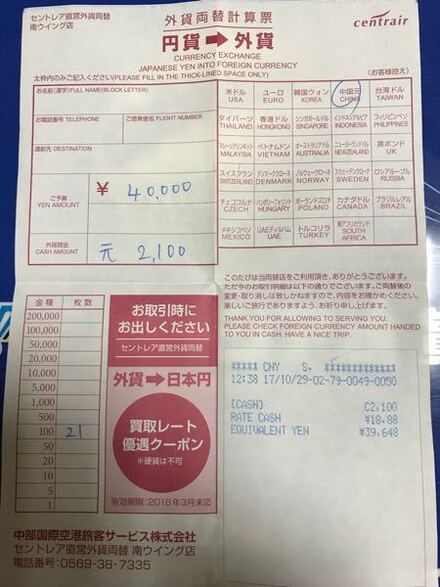 セントレア直営外貨両替
南ウイング店
外貨両替計算票
円貨➡外貨
CURRENCY EXCHANGE
JAPANESE YEN INTO FOREIGN CURRENCY
centrair
太枠内のみご記入ください(PLEASE FILL IN THE THICK-LINED SPACE ONLY)
(お客様控え)
お名前(漢字) FULL NAME(BLOCK LETTER)
お電話番号 TELEPHONE
ご搭乗便名 FLIGHT NUMBER
渡航先 DESTINATION
ご予算
YEN AMOUNT
¥ 40,000
外貨現金
CASH AMOUNT
元 2,100
米ドル
USA
ユーロ
EURO
韓国ウォン
KOREA
中国元
CHINA
台湾ドル
TAIWAN
タイバーツ
THAILAND
香港ドル
HONGKONG
シンガポールドル
SINGAPORE
インドネシアルピア
INDONESIA
フィリピンペソ
PHILIPPINES
マレーシアリンギット
MALAYSIA
ベトナムドン
VIETNAM
オーストラリアドル
AUSTRALIA
ニュージーランドドル
NEWZEALAND
英ポンド
UK
スイスフラン
SWITZERLAND
デンマーククローネ
DENMARK
ノルウェークローネ
NORWAY
スウェーデンクローネ
SWEDEN
ロシアルーブル
RUSSIA
チェココルナ
CZECH
ハンガリーフォリント
HUNGARY
ポーランドズロチ
POLAND
カナダドル
CANADA
ブラジルレアル
BRAZIL
メキシコペソ
MEXICO
UAEディルハム
UAE
トルコリラ
TURKEY
南アフリカランド
SOUTH
AFRICA
このたびは当両替店をご利用頂き、ありがとうございます。
ただ今のお取引明細は以下の通りでございます。ご両替後の
変更・取り消しは致しかねますので、内容をお確かめください。
楽しいご旅行でありますよう、お祈り申し上げます。
THANK YOU FOR ALLOWING TO SERVING YOU.
PLEASE CHECK FOREIGN CURRENCY AMOUNT HANDED
TO YOU IN CASH. HAVE A NICE TRIP.
金種 枚数
200,000
100,000
50,000
20,000
10,000
5,000
1,000
500
100 21
50
20
10
5
1
お取引時に
お出しください
セントレア直営外貨両替
外貨➡日本円
買取レート
優遇クーポン
※硬貨は不可
有効期限:2018年3月末迄
***** CHY S. *************
12:38 17/10/29-02-79-0049-0050
[CASH] C2,100
RATE CASH ¥18.88
EQUIVALENT YEN ¥39,648
中部国際空港旅客サービス株式会社
セントレア直営外貨両替 南ウイング店
電話番号:0569-38-7335